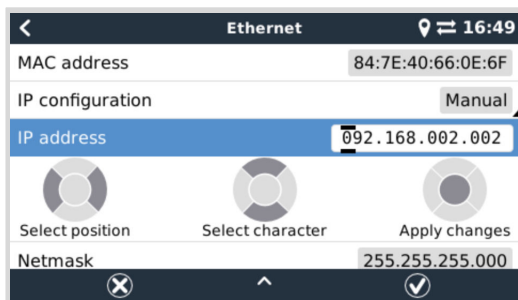 Ethernet 16:49
MAC address 84:7E:40:66:0E:6F
IP configuration Manual
IP address 092.168.002.002
Select position Select character Apply changes
Netmask 255.255.255.000